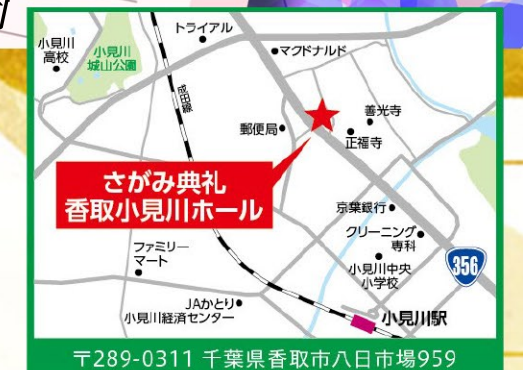 トライアル
小見川
高校
小見川
城山公園
マクドナルド
成田線
郵便局
善光寺
正福寺
さがみ典礼
香取小見川ホール
京葉銀行
クリーニング
専科
ファミリー
マート
小見川中央
小学校
356
JAかとり
小見川経済センター
小見川駅
〒289-0311 千葉県香取市八日市場959